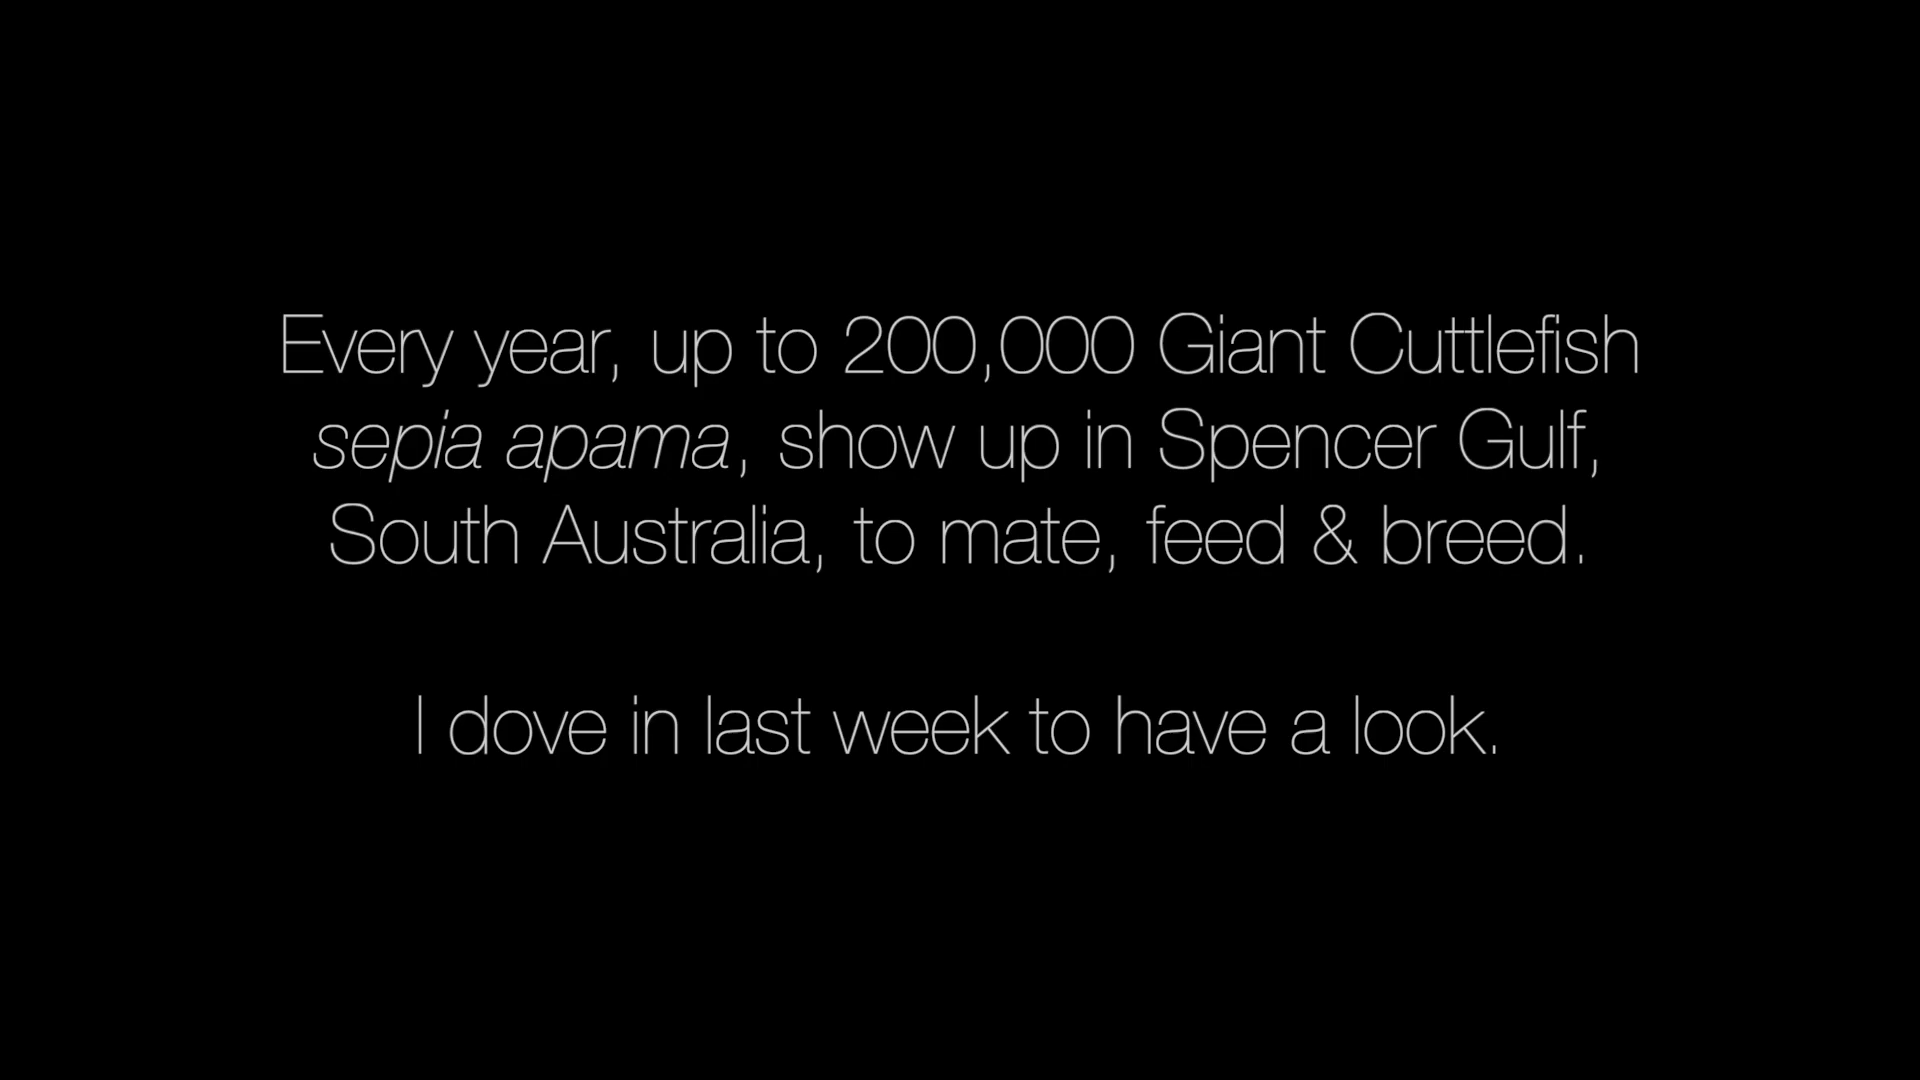 Every year, up to 200,000 Giant Cuttlefish
sepia apama, show up in Spencer Gulf,
South Australia, to mate, feed & breed.
I dove in last week to have a look.